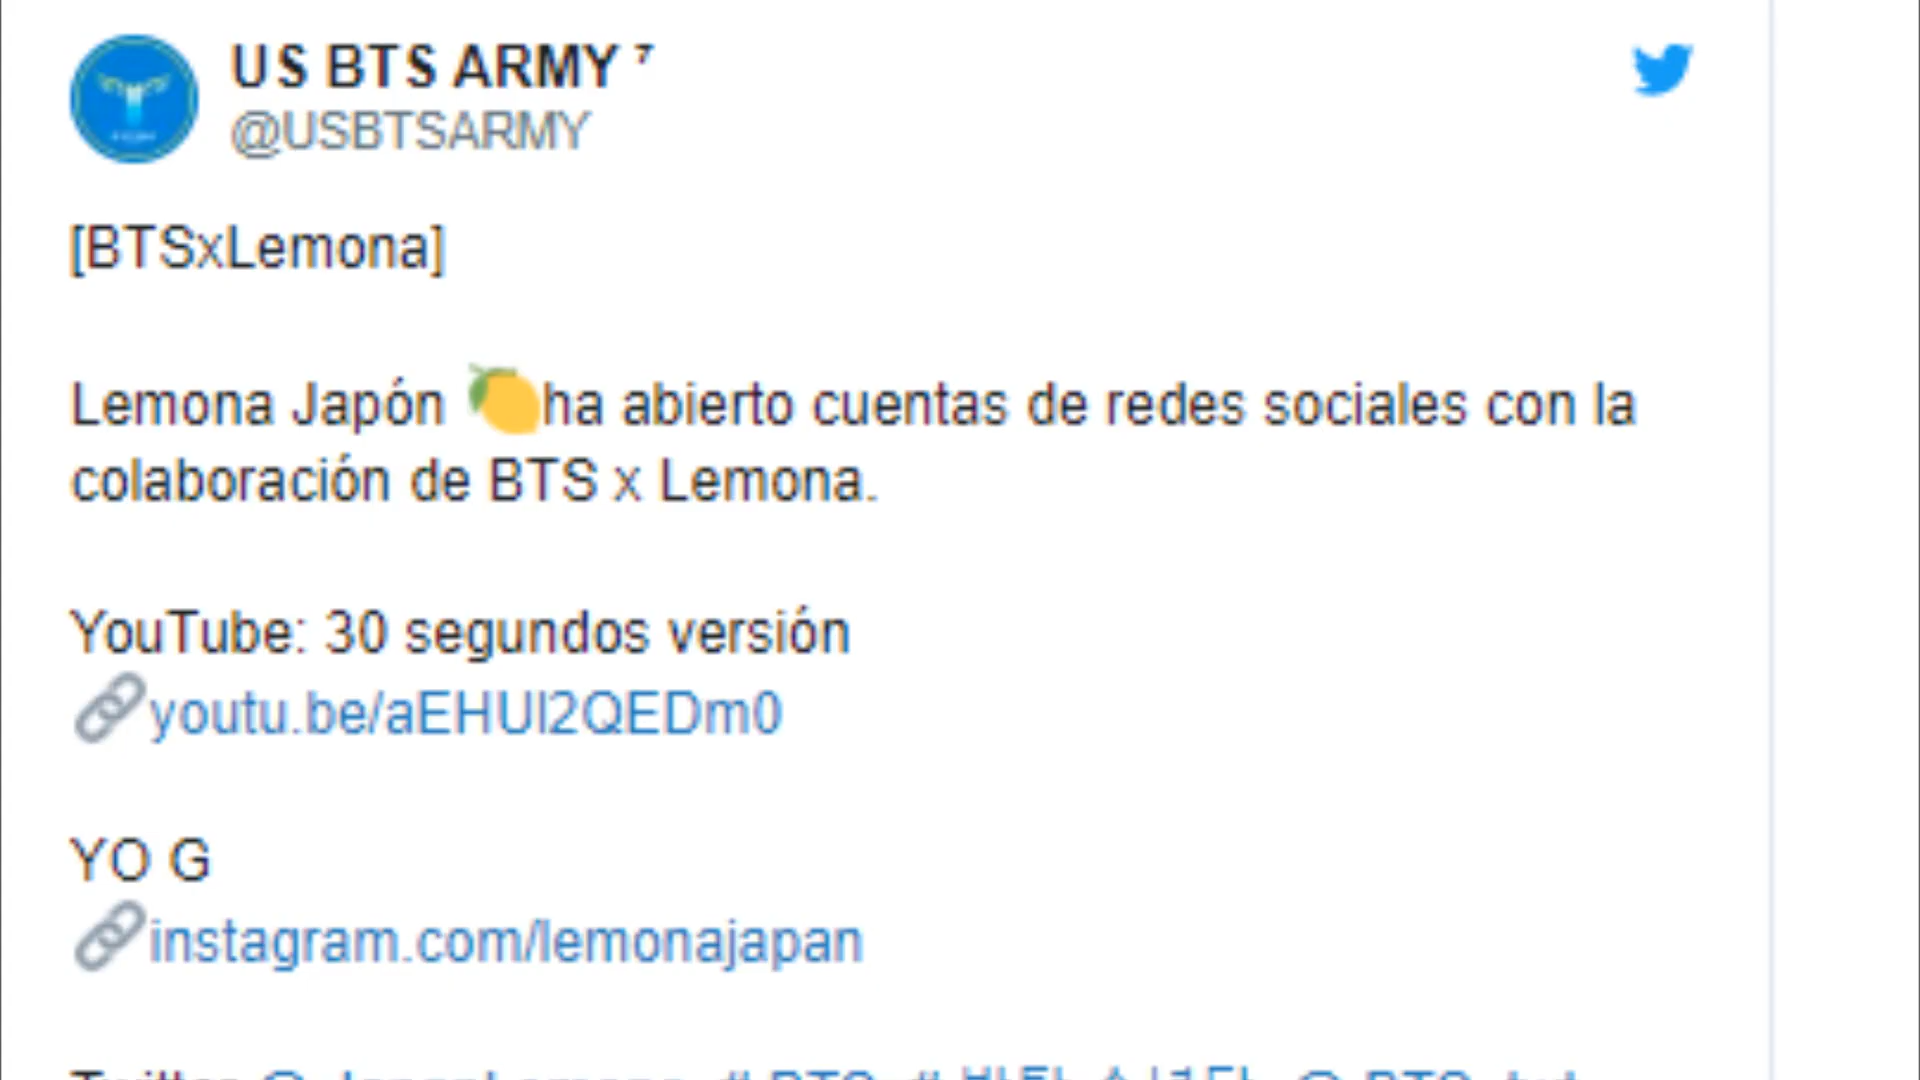 US BTS ARMY ⁷
@USBTSARMY
[BTSxLemona]
Lemona Japón 🍋ha abierto cuentas de redes sociales con la
colaboración de BTS x Lemona.
YouTube: 30 segundos versión
🔗youtu.be/aEHUl2QEDm0
YO G
🔗instagram.com/lemonajapan